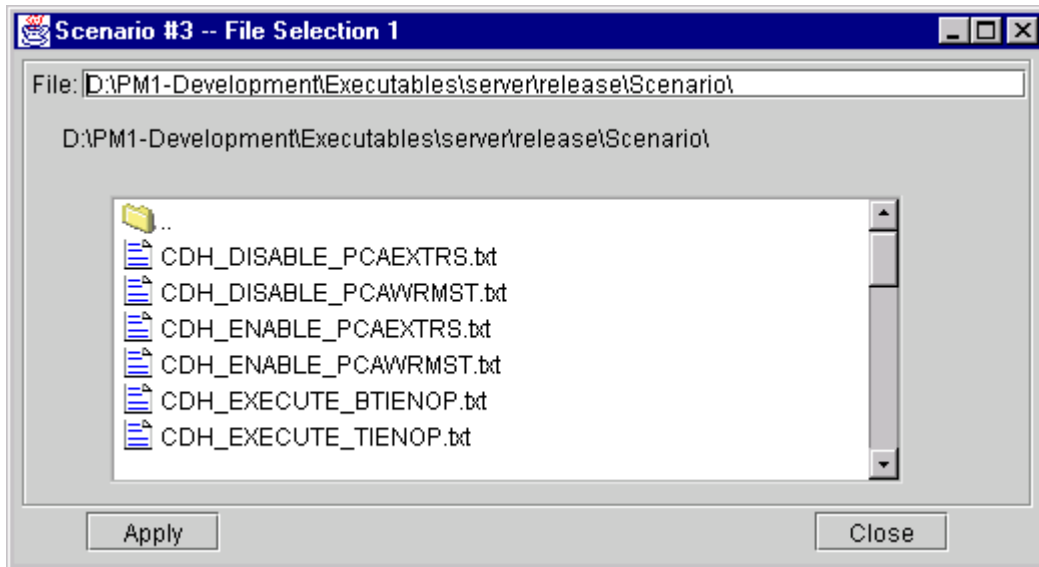 Scenario #3 -- File Selection 1
File: D:\PM1-Development\Executables\server\release\Scenario\
D:\PM1-Development\Executables\server\release\Scenario\
..
CDH_DISABLE_PCAEXTRS.txt
CDH_DISABLE_PCAWRMST.txt
CDH_ENABLE_PCAEXTRS.txt
CDH_ENABLE_PCAWRMST.txt
CDH_EXECUTE_BTIENOP.txt
CDH_EXECUTE_TIENOP.txt
Apply Close